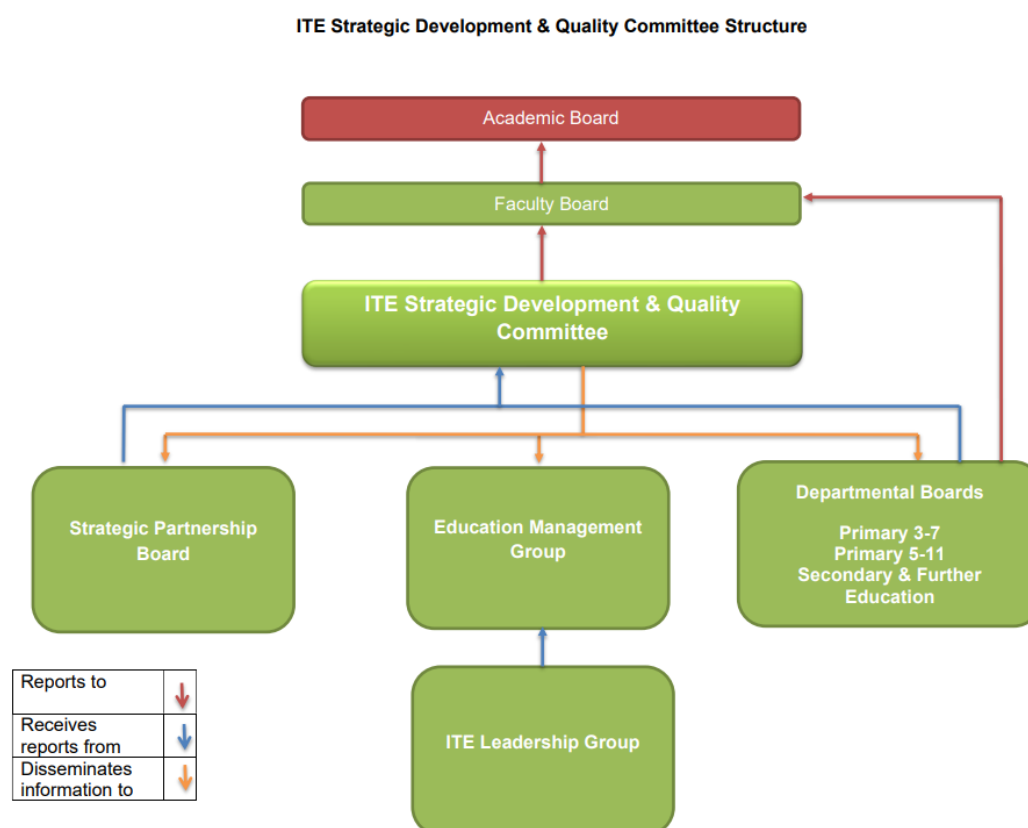 ITE Strategic Development & Quality Committee Structure
Academic Board
Faculty Board
ITE Strategic Development & Quality
Committee
Strategic Partnership
Board
Education Management
Group
Departmental Boards
Primary 3-7
Primary 5-11
Secondary & Further
Education
ITE Leadership Group
Reports to
Receives
reports from
Disseminates
information to